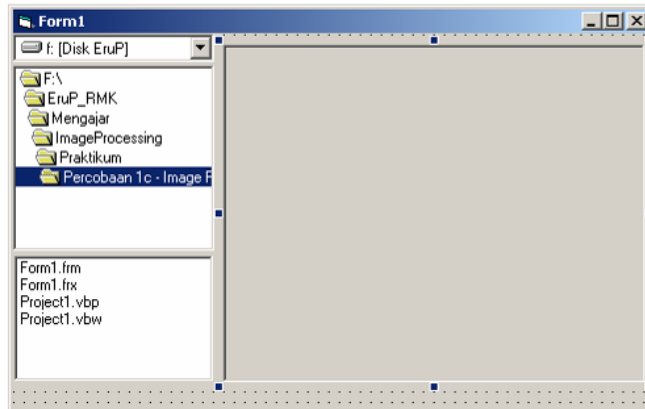 Form1
f: [Disk EruP]
F:\
EruP_RMK
Mengajar
ImageProcessing
Praktikum
Percobaan 1c - Image F
Form1.frm
Form1.frx
Project1.vbp
Project1.vbw